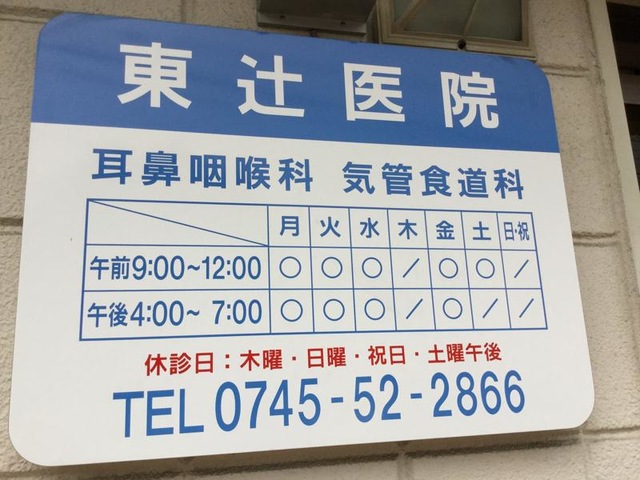 東辻医院
耳鼻咽喉科 気管食道科
月 火 水 木 金 土 日・祝
午前9:00~12:00 ○ ○ ○ / ○ ○ /
午後4:00~ 7:00 ○ ○ ○ / ○ / /
休診日：木曜・日曜・祝日・土曜午後
TEL 0745-52-2866